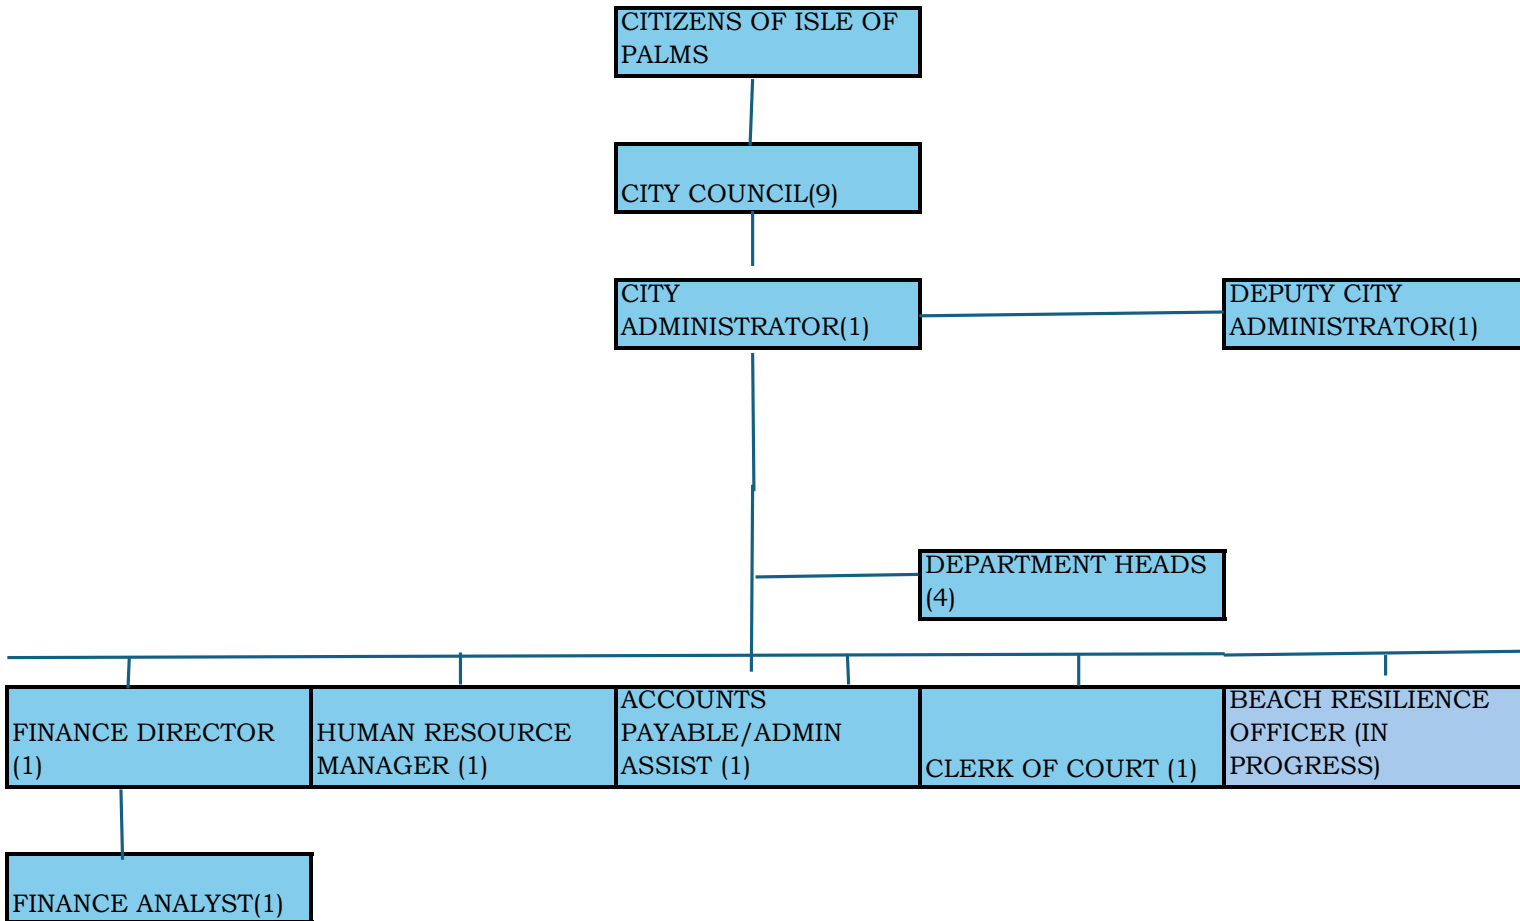 CITIZENS OF ISLE OF
PALMS
CITY COUNCIL(9)
CITY
ADMINISTRATOR(1)
DEPUTY CITY
ADMINISTRATOR(1)
DEPARTMENT HEADS
(4)
FINANCE DIRECTOR
(1)
HUMAN RESOURCE
MANAGER (1)
ACCOUNTS
PAYABLE/ADMIN
ASSIST (1)
CLERK OF COURT (1)
BEACH RESILIENCE
OFFICER (IN
PROGRESS)
FINANCE ANALYST(1)